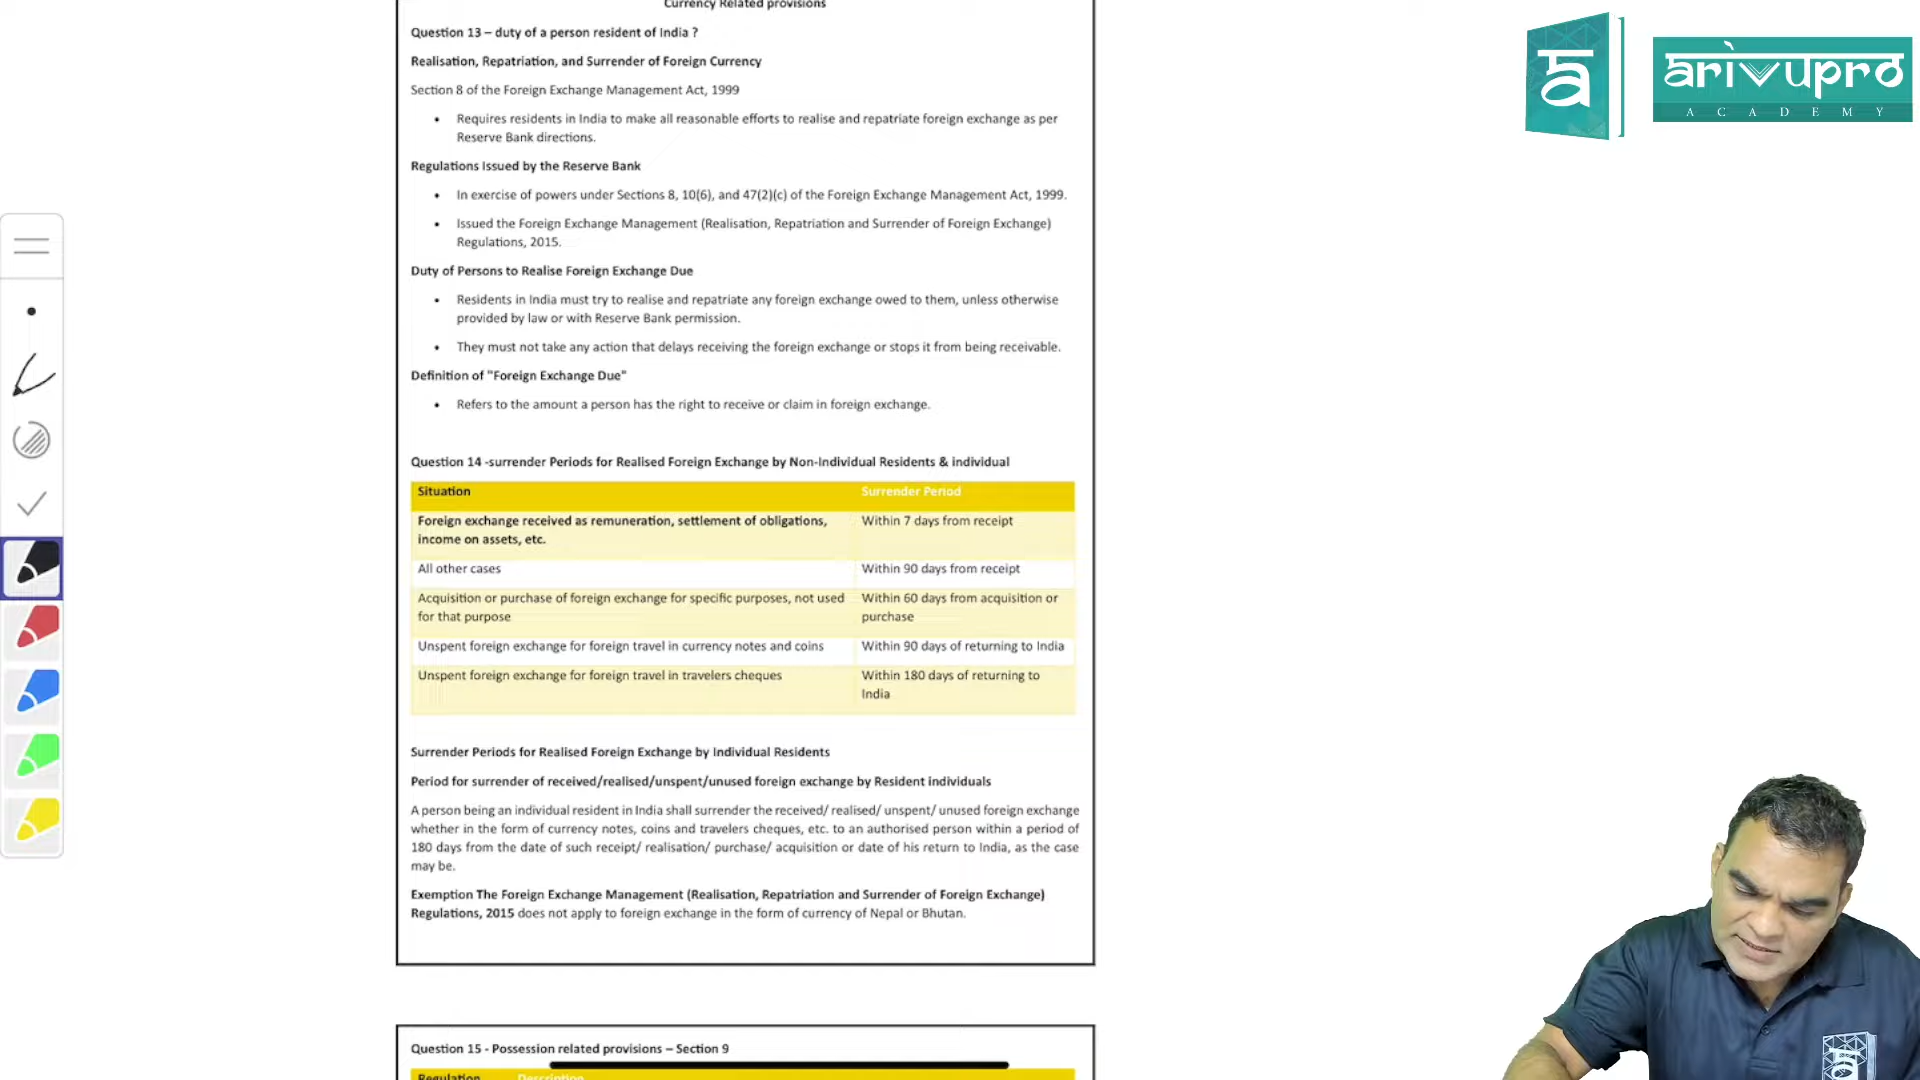 Currency Related provisions
Question 13 – duty of a person resident of India ?
Realisation, Repatriation, and Surrender of Foreign Currency
Section 8 of the Foreign Exchange Management Act, 1999
• Requires residents in India to make all reasonable efforts to realise and repatriate foreign exchange as per
Reserve Bank directions.
Regulations Issued by the Reserve Bank
• In exercise of powers under Sections 8, 10(6), and 47(2)(c) of the Foreign Exchange Management Act, 1999.
• Issued the Foreign Exchange Management (Realisation, Repatriation and Surrender of Foreign Exchange)
Regulations, 2015.
Duty of Persons to Realise Foreign Exchange Due
• Residents in India must try to realise and repatriate any foreign exchange owed to them, unless otherwise
provided by law or with Reserve Bank permission.
• They must not take any action that delays receiving the foreign exchange or stops it from being receivable.
Definition of "Foreign Exchange Due"
• Refers to the amount a person has the right to receive or claim in foreign exchange.
Question 14 -surrender Periods for Realised Foreign Exchange by Non-Individual Residents & individual
Situation Surrender Period
Foreign exchange received as remuneration, settlement of obligations, Within 7 days from receipt
income on assets, etc.
All other cases Within 90 days from receipt
Acquisition or purchase of foreign exchange for specific purposes, not used Within 60 days from acquisition or
for that purpose purchase
Unspent foreign exchange for foreign travel in currency notes and coins Within 90 days of returning to India
Unspent foreign exchange for foreign travel in travelers cheques Within 180 days of returning to
India
Surrender Periods for Realised Foreign Exchange by Individual Residents
Period for surrender of received/realised/unspent/unused foreign exchange by Resident individuals
A person being an individual resident in India shall surrender the received/ realised/ unspent/ unused foreign exchange
whether in the form of currency notes, coins and travelers cheques, etc. to an authorised person within a period of
180 days from the date of such receipt/ realisation/ purchase/ acquisition or date of his return to India, as the case
may be.
Exemption The Foreign Exchange Management (Realisation, Repatriation and Surrender of Foreign Exchange)
Regulations, 2015 does not apply to foreign exchange in the form of currency of Nepal or Bhutan.
Question 15 - Possession related provisions – Section 9
Regulation Description
arivupro
ACADEMY